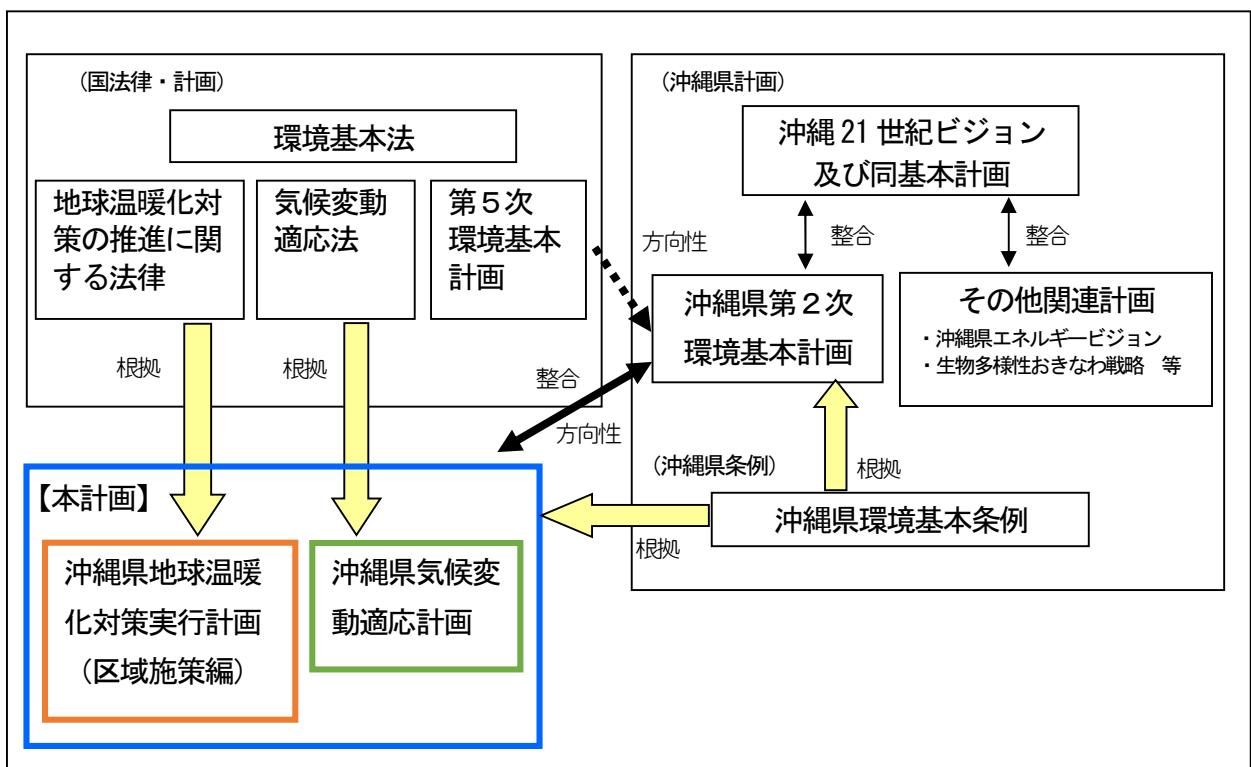 (国法律・計画)
環境基本法
地球温暖化対
策の推進に関
する法律
気候変動
適応法
第５次
環境基本
計画
根拠
根拠
(沖縄県計画)
沖縄 21 世紀ビジョン
及び同基本計画
方向性
整合
整合
沖縄県第２次
環境基本計画
その他関連計画
・沖縄県エネルギービジョン
・生物多様性おきなわ戦略　等
整合
方向性
(沖縄県条例)
根拠
沖縄県環境基本条例
根拠
【本計画】
沖縄県地球温暖
化対策実行計画
（区域施策編）
沖縄県気候変
動適応計画